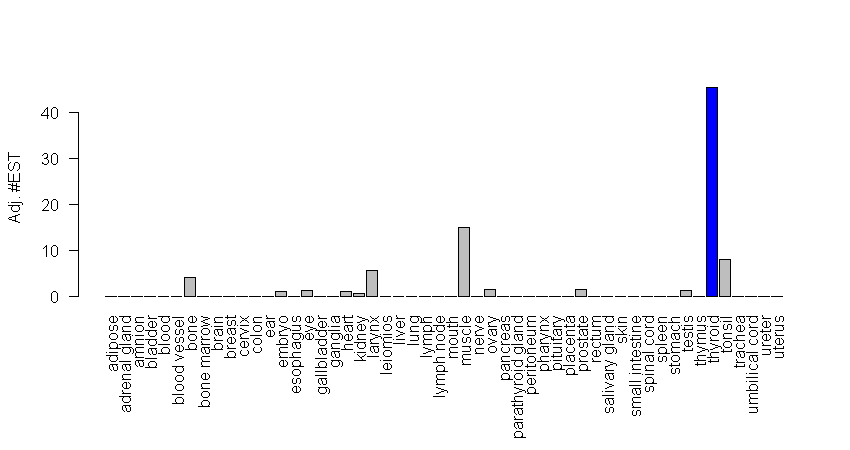 Adj. #EST
40
30
20
10
0
adipose
adrenal gland
amnion
bladder
blood
blood vessel
bone
bone marrow
brain
breast
cervix
colon
ear
embryo
esophagus
eye
gallbladder
ganglia
heart
kidney
larynx
leiomios
liver
lung
lymph
lymph node
mouth
muscle
nerve
ovary
pancreas
parathyroid gland
peritoneum
pharynx
pituitary
placenta
prostate
rectum
salivary gland
skin
small intestine
spinal cord
spleen
stomach
testis
thymus
thyroid
tonsil
trachea
umbilical cord
ureter
uterus